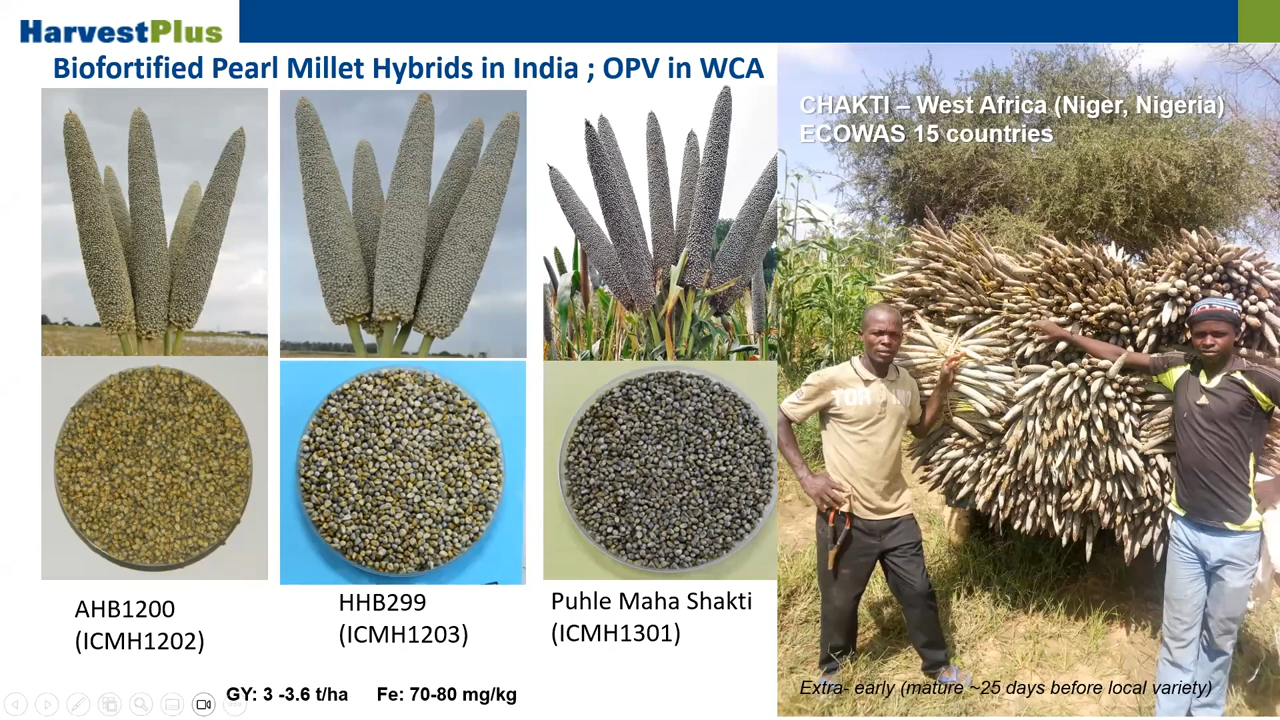 HarvestPlus
Biofortified Pearl Millet Hybrids in India ; OPV in WCA
CHAKTI – West Africa (Niger, Nigeria)
ECOWAS 15 countries
AHB1200
(ICMH1202)
HHB299
(ICMH1203)
Puhle Maha Shakti
(ICMH1301)
GY: 3 -3.6 t/ha Fe: 70-80 mg/kg
Extra- early (mature ~25 days before local variety)